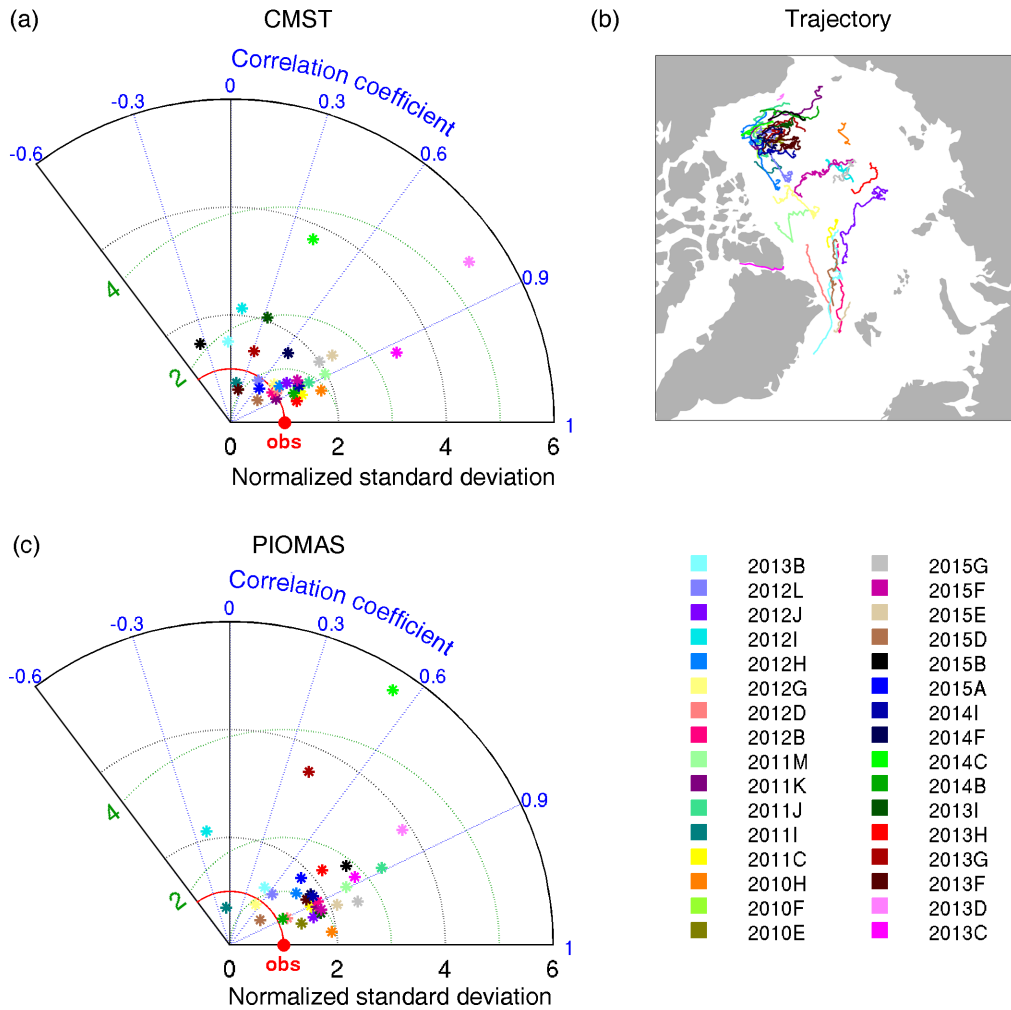 (a) CMST
Correlation coefficient
-0.6 -0.3 0 0.3 0.6 0.9 1
4
2
obs
0 2 4 6
Normalized standard deviation
(b) Trajectory
(c) PIOMAS
Correlation coefficient
-0.6 -0.3 0 0.3 0.6 0.9 1
4
2
obs
0 2 4 6
Normalized standard deviation
2013B 2015G
2012L 2015F
2012J 2015E
2012I 2015D
2012H 2015B
2012G 2015A
2012D 2014I
2012B 2014F
2011M 2014C
2011K 2014B
2011J 2013I
2011I 2013H
2011C 2013G
2010H 2013F
2010F 2013D
2010E 2013C